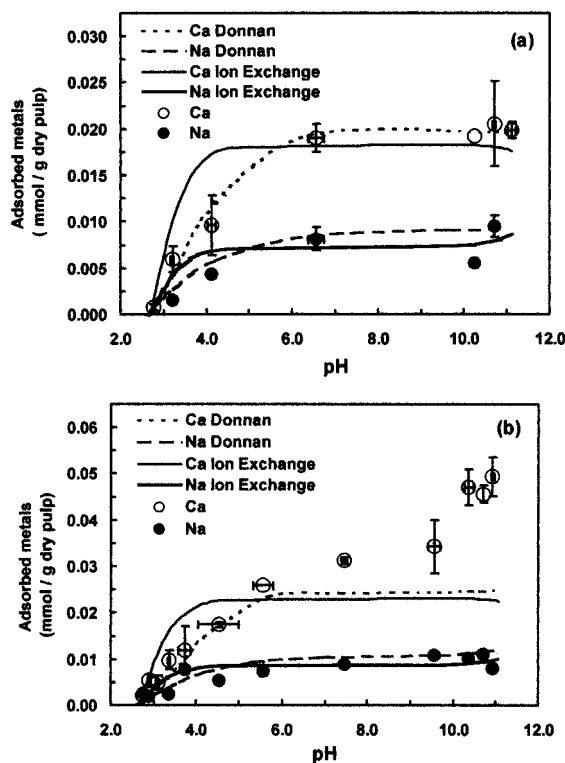 (a)
Ca Donnan
Na Donnan
Ca Ion Exchange
Na Ion Exchange
Ca
Na
Adsorbed metals
( mmol / g dry pulp)
0.030
0.025
0.020
0.015
0.010
0.005
0.000
2.0 4.0 6.0 8.0 10.0 12.0
pH
(b)
Ca Donnan
Na Donnan
Ca Ion Exchange
Na Ion Exchange
Ca
Na
Adsorbed metals
(mmol / g dry pulp)
0.06
0.05
0.04
0.03
0.02
0.01
0.00
2.0 4.0 6.0 8.0 10.0 12.0
pH